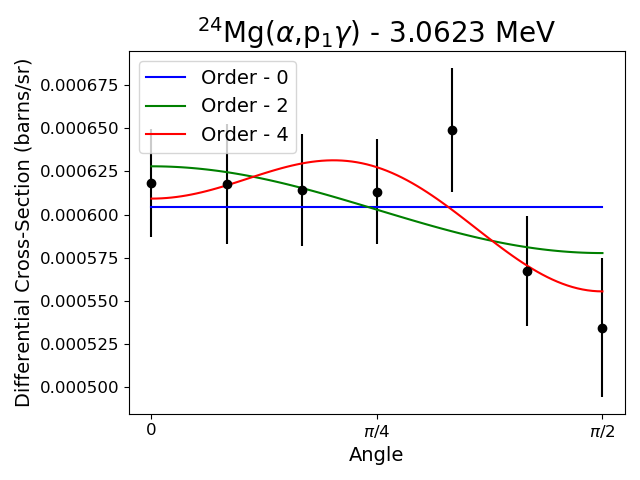 ²⁴Mg(α,p₁γ) - 3.0623 MeV
Differential Cross-Section (barns/sr)
0.000675
0.000650
0.000625
0.000600
0.000575
0.000550
0.000525
0.000500
Order - 0
Order - 2
Order - 4
0
π/4
π/2
Angle